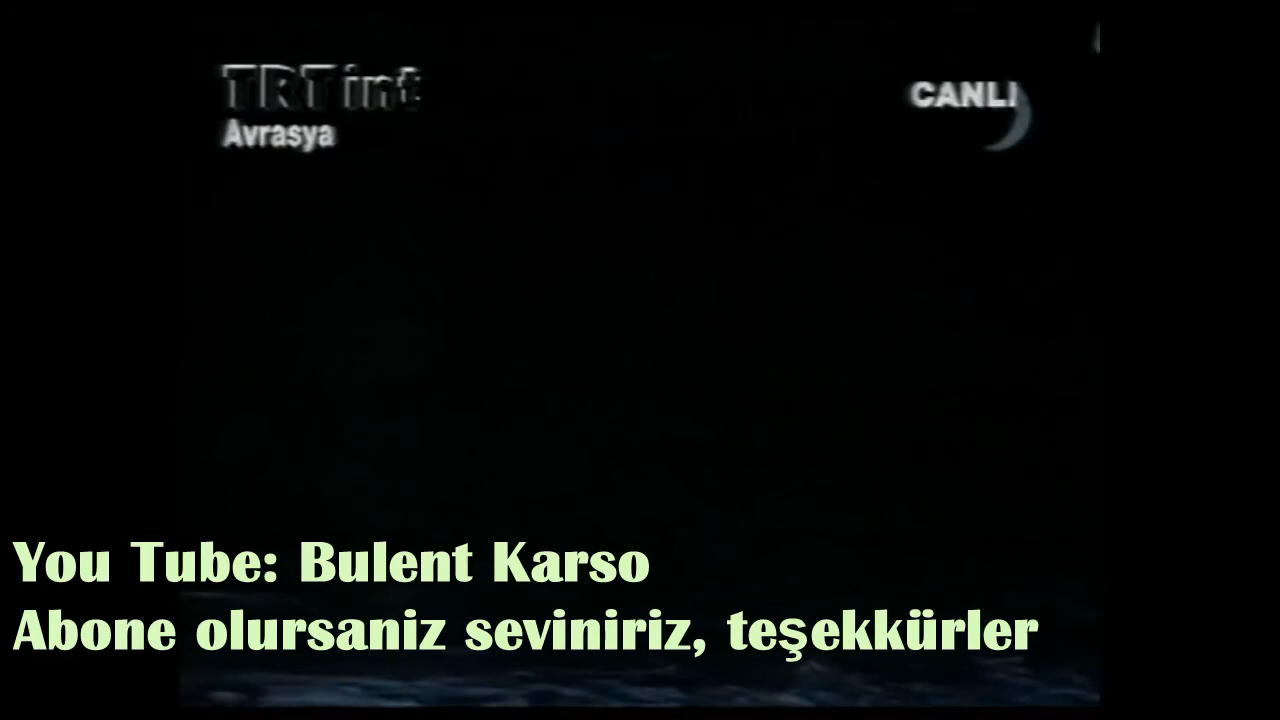 TRT int
CANLI
Avrasya
You Tube: Bulent Karso
Abone olursaniz seviniriz, teşekkürler